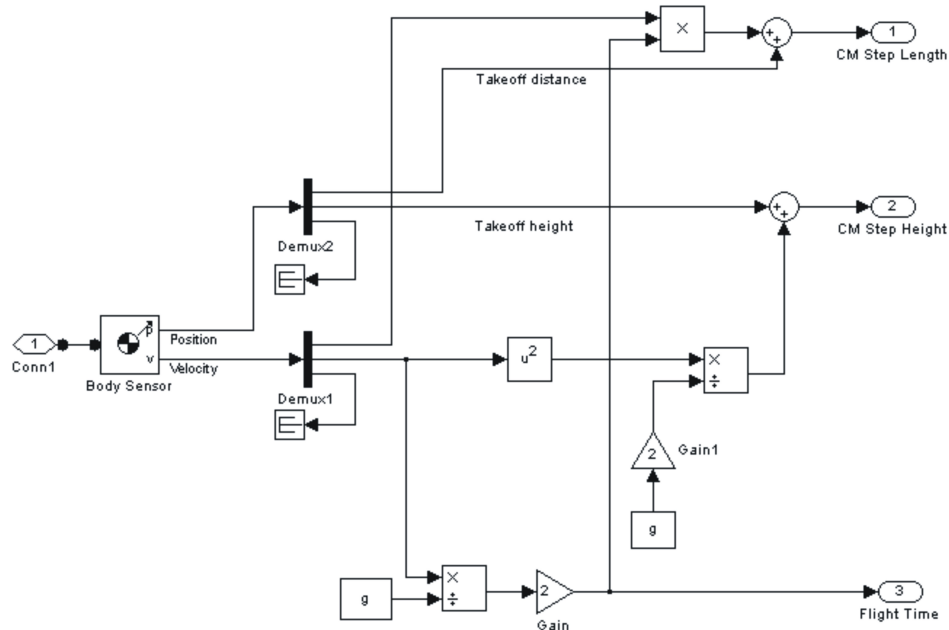 ×
+
+
1
CM Step Length
Takeoff distance
+
+
2
CM Step Height
Takeoff height
Demux2
1
Conn1
p
v
Body Sensor
Position
Velocity
Demux1
u²
×
÷
2
Gain1
g
g
×
÷
2
Gain
3
Flight Time